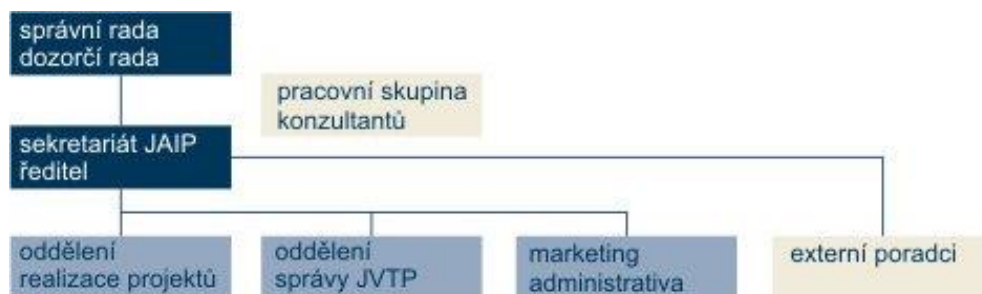 správní rada
dozorčí rada
pracovní skupina
konzultantů
sekretariát JAIP
ředitel
oddělení
realizace projektů
oddělení
správy JVTP
marketing
administrativa
externí poradci